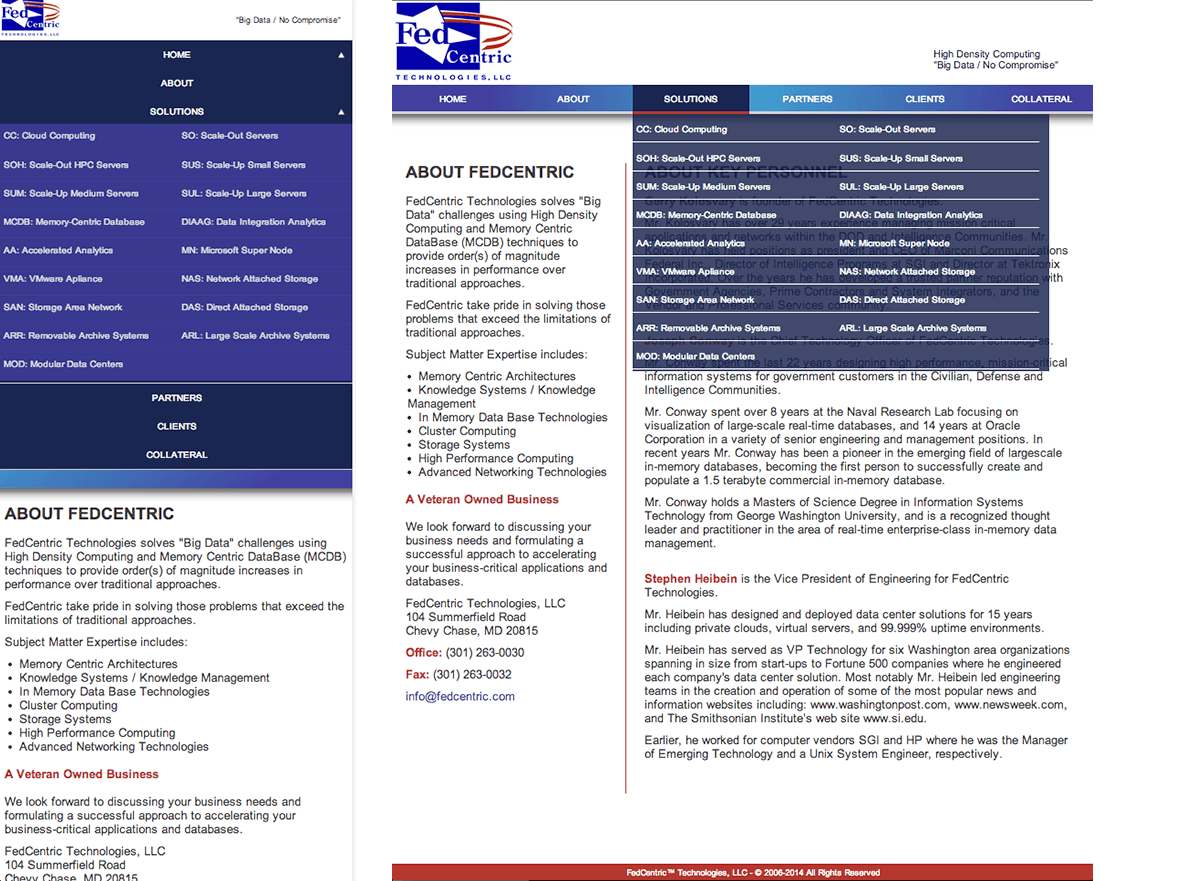 Fed
Centric
TECHNOLOGIES, LLC
"Big Data / No Compromise"
HOME
ABOUT
SOLUTIONS
CC: Cloud Computing
SO: Scale-Out Servers
SOH: Scale-Out HPC Servers
SUS: Scale-Up Small Servers
SUM: Scale-Up Medium Servers
SUL: Scale-Up Large Servers
MCDB: Memory-Centric Database
DIAAG: Data Integration Analytics
AA: Accelerated Analytics
MN: Microsoft Super Node
VMA: VMware Apliance
NAS: Network Attached Storage
SAN: Storage Area Network
DAS: Direct Attached Storage
ARR: Removable Archive Systems
ARL: Large Scale Archive Systems
MOD: Modular Data Centers
PARTNERS
CLIENTS
COLLATERAL
ABOUT FEDCENTRIC
FedCentric Technologies solves "Big Data" challenges using
High Density Computing and Memory Centric DataBase (MCDB)
techniques to provide order(s) of magnitude increases in
performance over traditional approaches.
FedCentric take pride in solving those problems that exceed the
limitations of traditional approaches.
Subject Matter Expertise includes:
• Memory Centric Architectures
• Knowledge Systems / Knowledge Management
• In Memory Data Base Technologies
• Cluster Computing
• Storage Systems
• High Performance Computing
• Advanced Networking Technologies
A Veteran Owned Business
We look forward to discussing your business needs and
formulating a successful approach to accelerating your
business-critical applications and databases.
FedCentric Technologies, LLC
104 Summerfield Road
Chevy Chase, MD 20815
Fed
Centric
TECHNOLOGIES, LLC
High Density Computing
"Big Data / No Compromise"
HOME
ABOUT
SOLUTIONS
PARTNERS
CLIENTS
COLLATERAL
CC: Cloud Computing
SO: Scale-Out Servers
SOH: Scale-Out HPC Servers
SUS: Scale-Up Small Servers
SUM: Scale-Up Medium Servers
SUL: Scale-Up Large Servers
MCDB: Memory-Centric Database
DIAAG: Data Integration Analytics
AA: Accelerated Analytics
MN: Microsoft Super Node
VMA: VMware Apliance
NAS: Network Attached Storage
SAN: Storage Area Network
DAS: Direct Attached Storage
ARR: Removable Archive Systems
ARL: Large Scale Archive Systems
MOD: Modular Data Centers
ABOUT FEDCENTRIC
FedCentric Technologies solves "Big
Data" challenges using High Density
Computing and Memory Centric
DataBase (MCDB) techniques to
provide order(s) of magnitude
increases in performance over
traditional approaches.
FedCentric take pride in solving those
problems that exceed the limitations of
traditional approaches.
Subject Matter Expertise includes:
• Memory Centric Architectures
• Knowledge Systems / Knowledge
Management
• In Memory Data Base Technologies
• Cluster Computing
• Storage Systems
• High Performance Computing
• Advanced Networking Technologies
A Veteran Owned Business
We look forward to discussing your
business needs and formulating a
successful approach to accelerating
your business-critical applications and
databases.
FedCentric Technologies, LLC
104 Summerfield Road
Chevy Chase, MD 20815
Office: (301) 263-0030
Fax: (301) 263-0032
info@fedcentric.com
ABOUT KEY PERSONNEL
Gerry Kolosvary is founder of FedCentric Technologies.
Mr. Kolosvary has over 29 years experience managing mission critical
applications and networks within the DOD and Intelligence Communities. Mr.
Kolosvary has held positions as president and CEO of Marconi Communications
Federal Inc., Director of Intelligence Programs at SGI and Director at Tektronix
Incorporated. Over the years he has developed a trusted partner reputation with
Government Agencies, Prime Contractors and System Integrators, and the
Vendor and Professional Services community.
Joseph Conway is the Chief Technology Officer of FedCentric Technologies.
Mr. Conway spent the last 22 years designing high performance, mission-critical
information systems for government customers in the Civilian, Defense and
Intelligence Communities.
Mr. Conway spent over 8 years at the Naval Research Lab focusing on
visualization of large-scale real-time databases, and 14 years at Oracle
Corporation in a variety of senior engineering and management positions. In
recent years Mr. Conway has been a pioneer in the emerging field of largescale
in-memory databases, becoming the first person to successfully create and
populate a 1.5 terabyte commercial in-memory database.
Mr. Conway holds a Masters of Science Degree in Information Systems
Technology from George Washington University, and is a recognized thought
leader and practitioner in the area of real-time enterprise-class in-memory data
management.
Stephen Heibein is the Vice President of Engineering for FedCentric
Technologies.
Mr. Heibein has designed and deployed data center solutions for 15 years
including private clouds, virtual servers, and 99.999% uptime environments.
Mr. Heibein has served as VP Technology for six Washington area organizations
spanning in size from start-ups to Fortune 500 companies where he engineered
each company's data center solution. Most notably Mr. Heibein led engineering
teams in the creation and operation of some of the most popular news and
information websites including: www.washingtonpost.com, www.newsweek.com,
and The Smithsonian Institute's web site www.si.edu.
Earlier, he worked for computer vendors SGI and HP where he was the Manager
of Emerging Technology and a Unix System Engineer, respectively.
FedCentric™ Technologies, LLC - © 2006-2014 All Rights Reserved